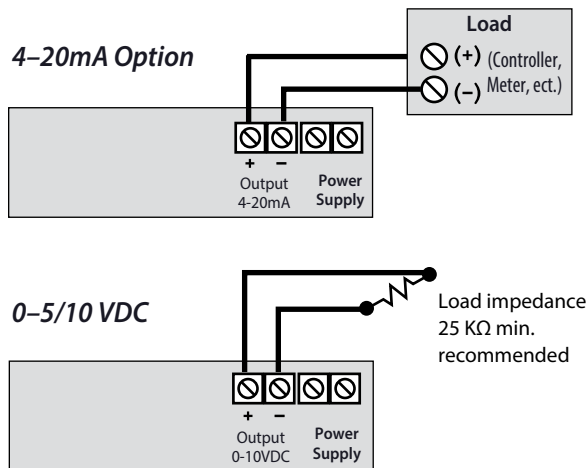 4–20mA Option
Load
(+) (Controller,
(–) Meter, ect.)
+ –
Output
4-20mA
Power
Supply
0–5/10 VDC
Load impedance
25 KΩ min.
recommended
+ –
Output
0-10VDC
Power
Supply